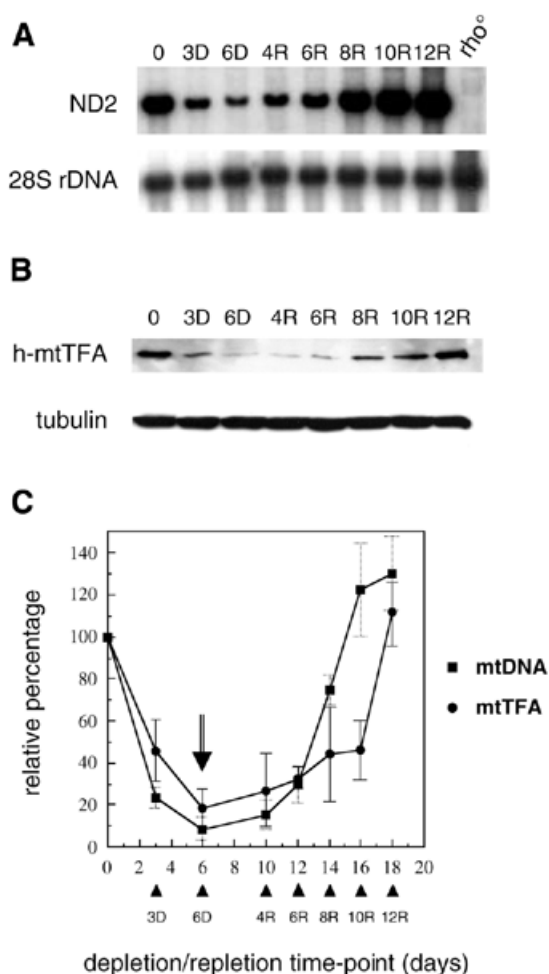 A
0 3D 6D 4R 6R 8R 10R 12R rho°
ND2
28S rDNA
B
0 3D 6D 4R 6R 8R 10R 12R
h-mtTFA
tubulin
C
140
120
100
80
60
40
20
0
relative percentage
mtDNA
mtTFA
0 2 4 6 8 10 12 14 16 18 20
3D 6D 4R 6R 8R 10R 12R
depletion/repletion time-point (days)